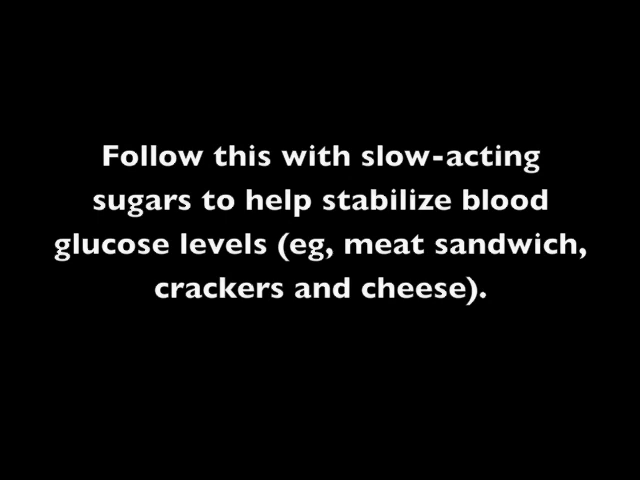 Follow this with slow-acting
sugars to help stabilize blood
glucose levels (eg, meat sandwich,
crackers and cheese).